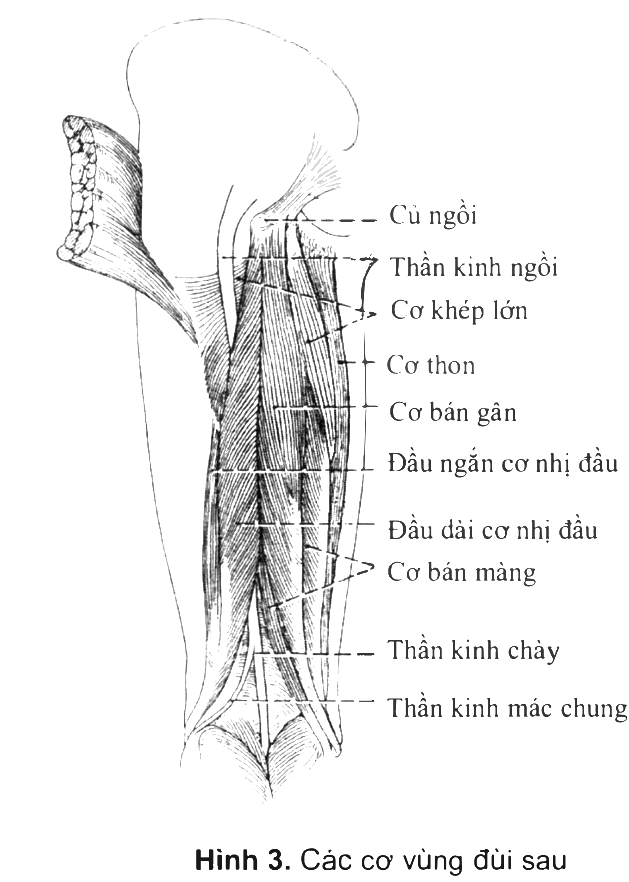 Củ ngồi
Thần kinh ngồi
Cơ khép lớn
Cơ thon
Cơ bán gân
Đầu ngắn cơ nhị đầu
Đầu dài cơ nhị đầu
Cơ bán màng
Thần kinh chày
Thần kinh mác chung
Hình 3. Các cơ vùng đùi sau